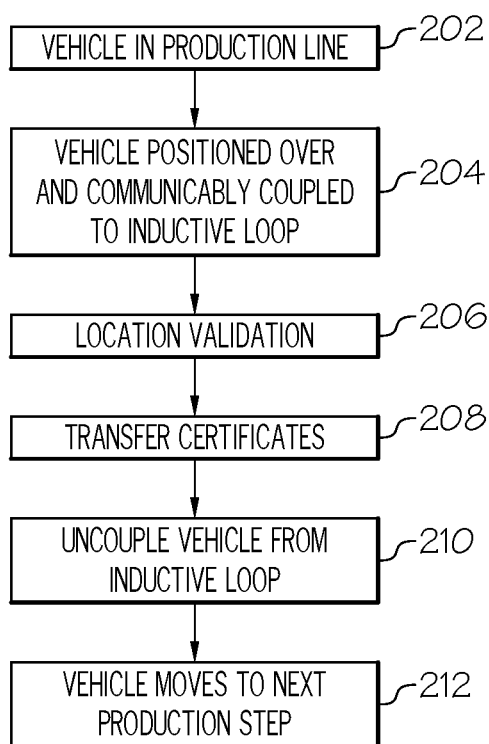 VEHICLE IN PRODUCTION LINE
202
VEHICLE POSITIONED OVER
AND COMMUNICABLY COUPLED
TO INDUCTIVE LOOP
204
LOCATION VALIDATION
206
TRANSFER CERTIFICATES
208
UNCOUPLE VEHICLE FROM
INDUCTIVE LOOP
210
VEHICLE MOVES TO NEXT
PRODUCTION STEP
212